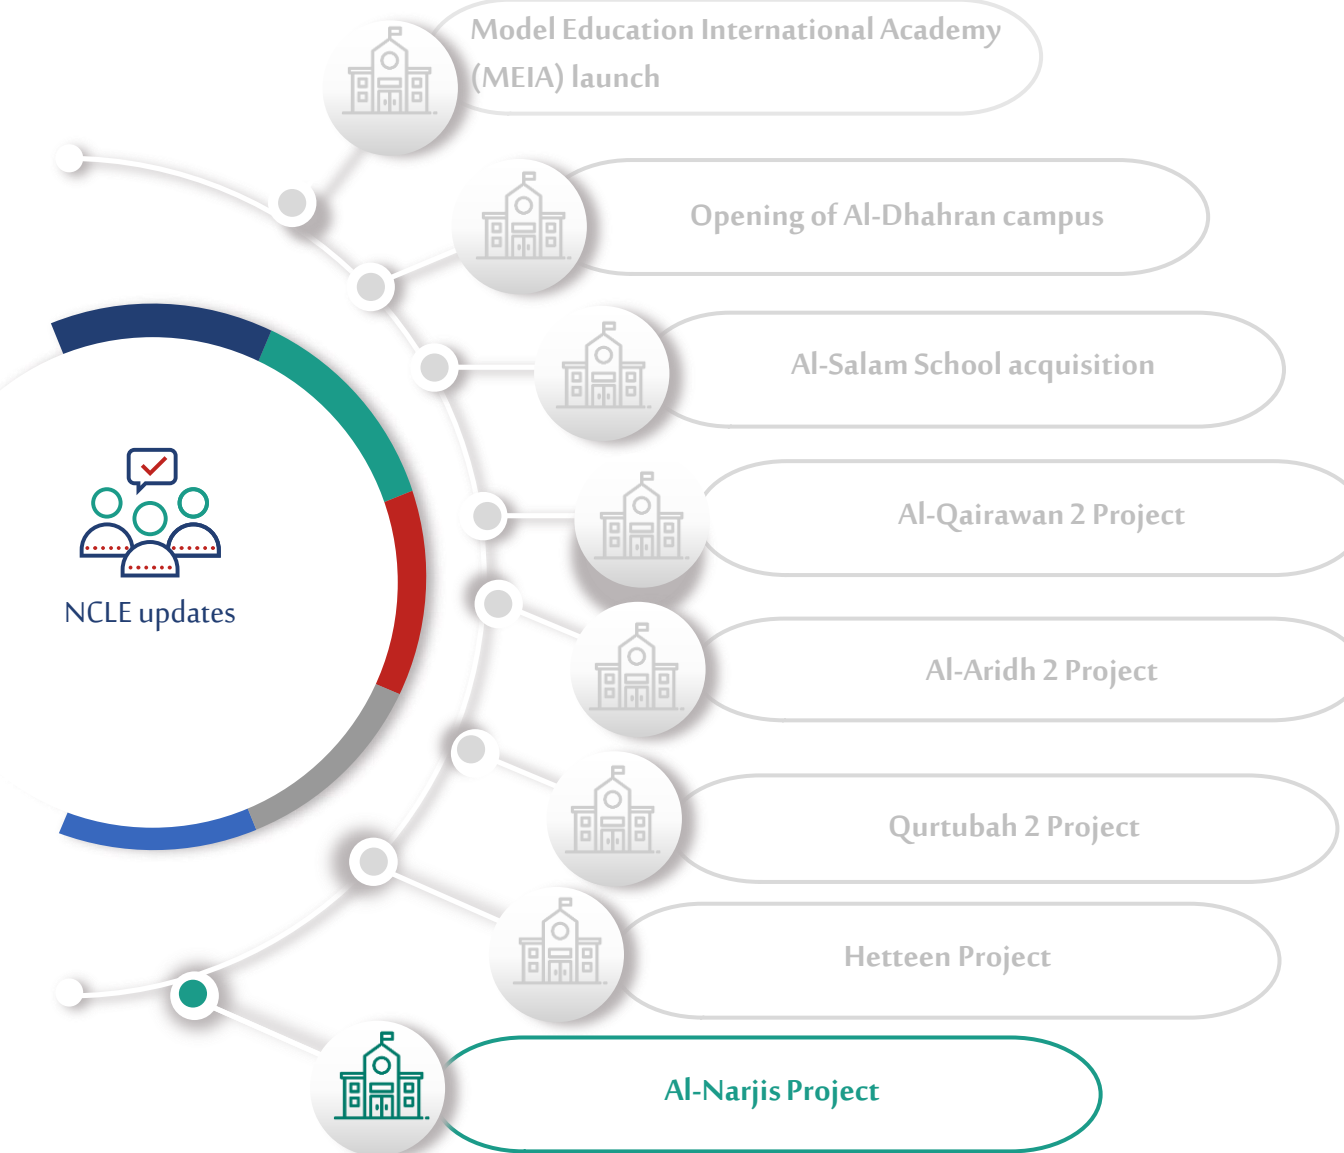 Model Education International Academy
(MEIA) launch
Opening of Al-Dhahran campus
Al-Salam School acquisition
Al-Qairawan 2 Project
NCLE updates
Al-Aridh 2 Project
Qurtubah 2 Project
Hetteen Project
Al-Narjis Project